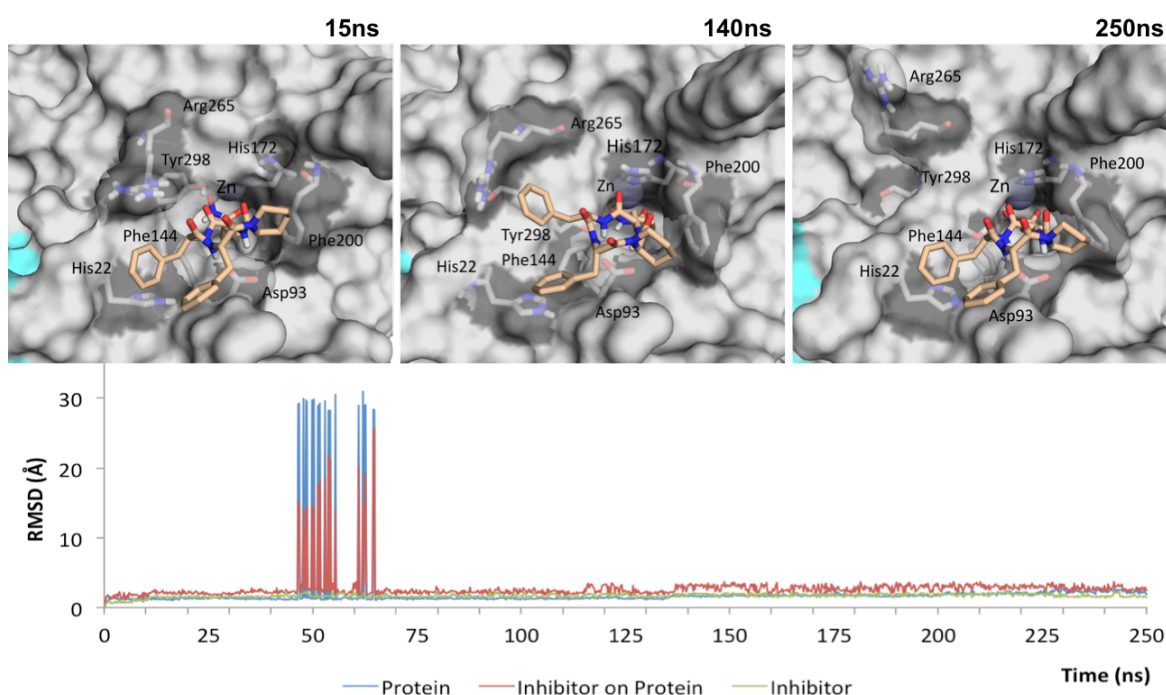 15ns
140ns
250ns
Arg265
His172
Tyr298
Zn
Phe144
Phe200
His22
Asp93
Arg265
His172
Phe200
Zn
Tyr298
Phe144
His22
Asp93
Arg265
His172
Phe200
Tyr298
Zn
Phe144
His22
Asp93
RMSD (Å)
30
20
10
0
0 25 50 75 100 125 150 175 200 225 250
Time (ns)
Protein Inhibitor on Protein Inhibitor